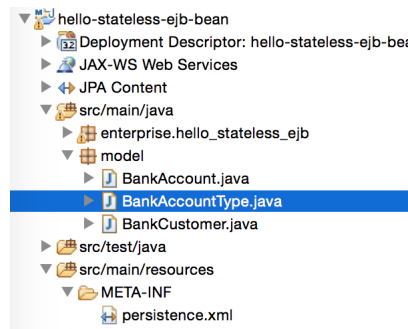 hello-stateless-ejb-bean
Deployment Descriptor: hello-stateless-ejb-bea
JAX-WS Web Services
JPA Content
src/main/java
enterprise.hello_stateless_ejb
model
BankAccount.java
BankAccountType.java
BankCustomer.java
src/test/java
src/main/resources
META-INF
persistence.xml